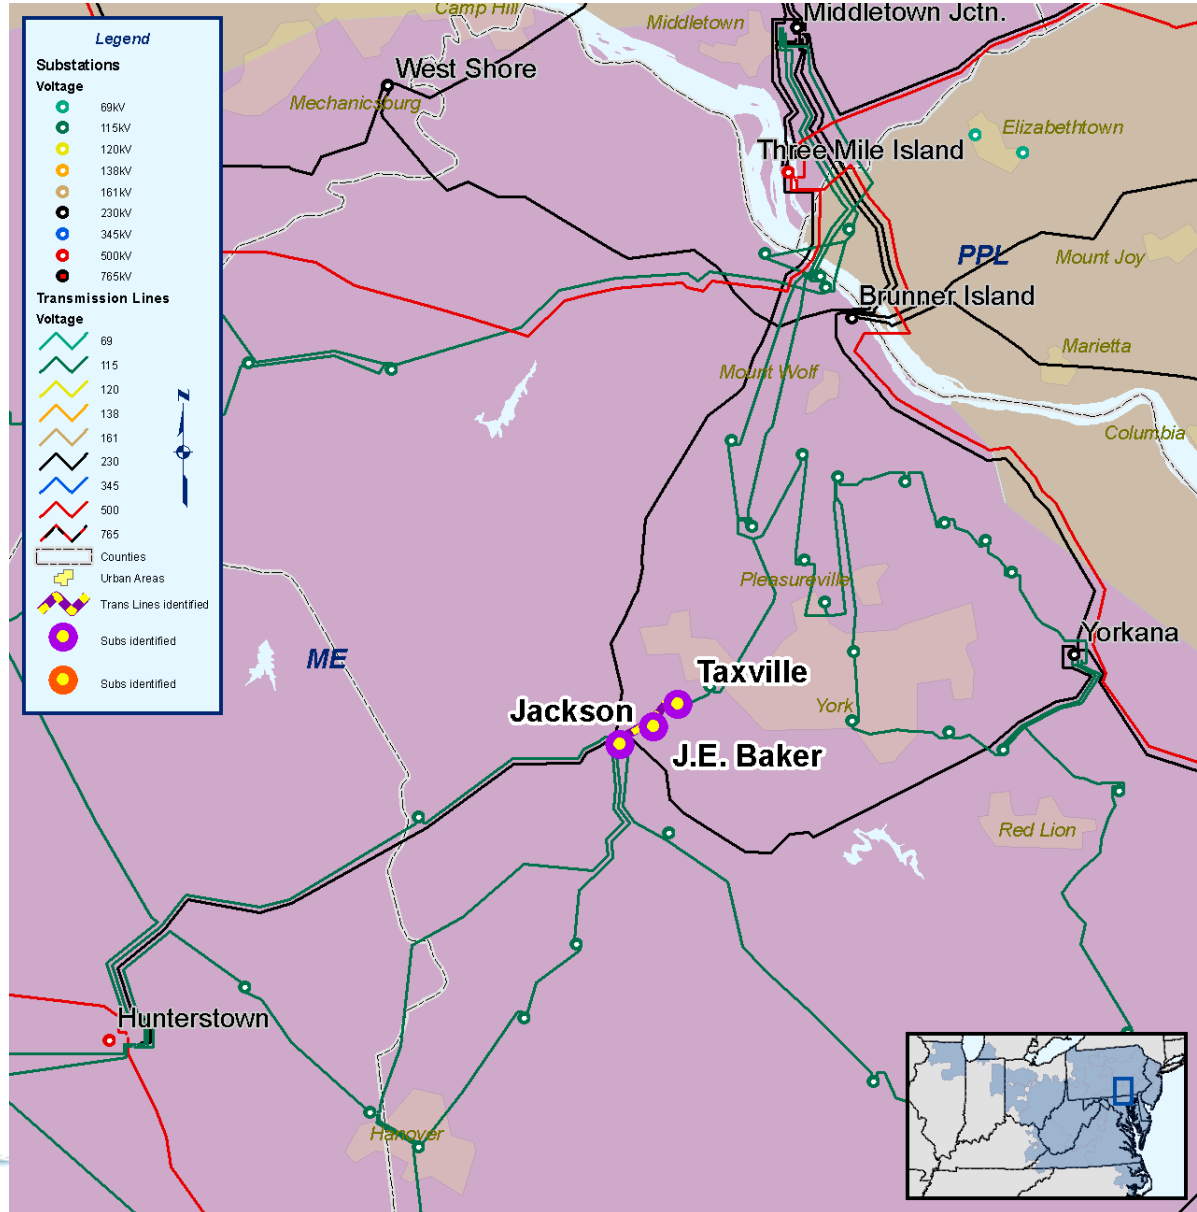 Legend
Substations
Voltage
69kV
115kV
120kV
138kV
161kV
230kV
345kV
500kV
765kV
Transmission Lines
Voltage
69
115
120
138
161
230
345
500
765
Counties
Urban Areas
Trans Lines identified
Subs identified
Subs identified
N
Camp Hill
Middletown
Middletown Jctn.
West Shore
Mechanicsburg
Elizabethtown
Three Mile Island
PPL
Mount Joy
Brunner Island
Marietta
Mount Wolf
Columbia
Pleasureville
Yorkana
ME
Taxville
Jackson
York
J.E. Baker
Red Lion
Hunterstown
Hanover